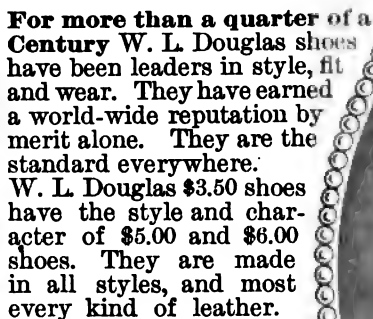 For more than a quarter of a
Century W. L. Douglas shoes
have been leaders in style, fit
and wear. They have earned
a world-wide reputation by
merit alone. They are the
standard everywhere.
W. L. Douglas $3.50 shoes
have the style and char-
acter of $5.00 and $6.00
shoes. They are made
in all styles, and most
every kind of leather.